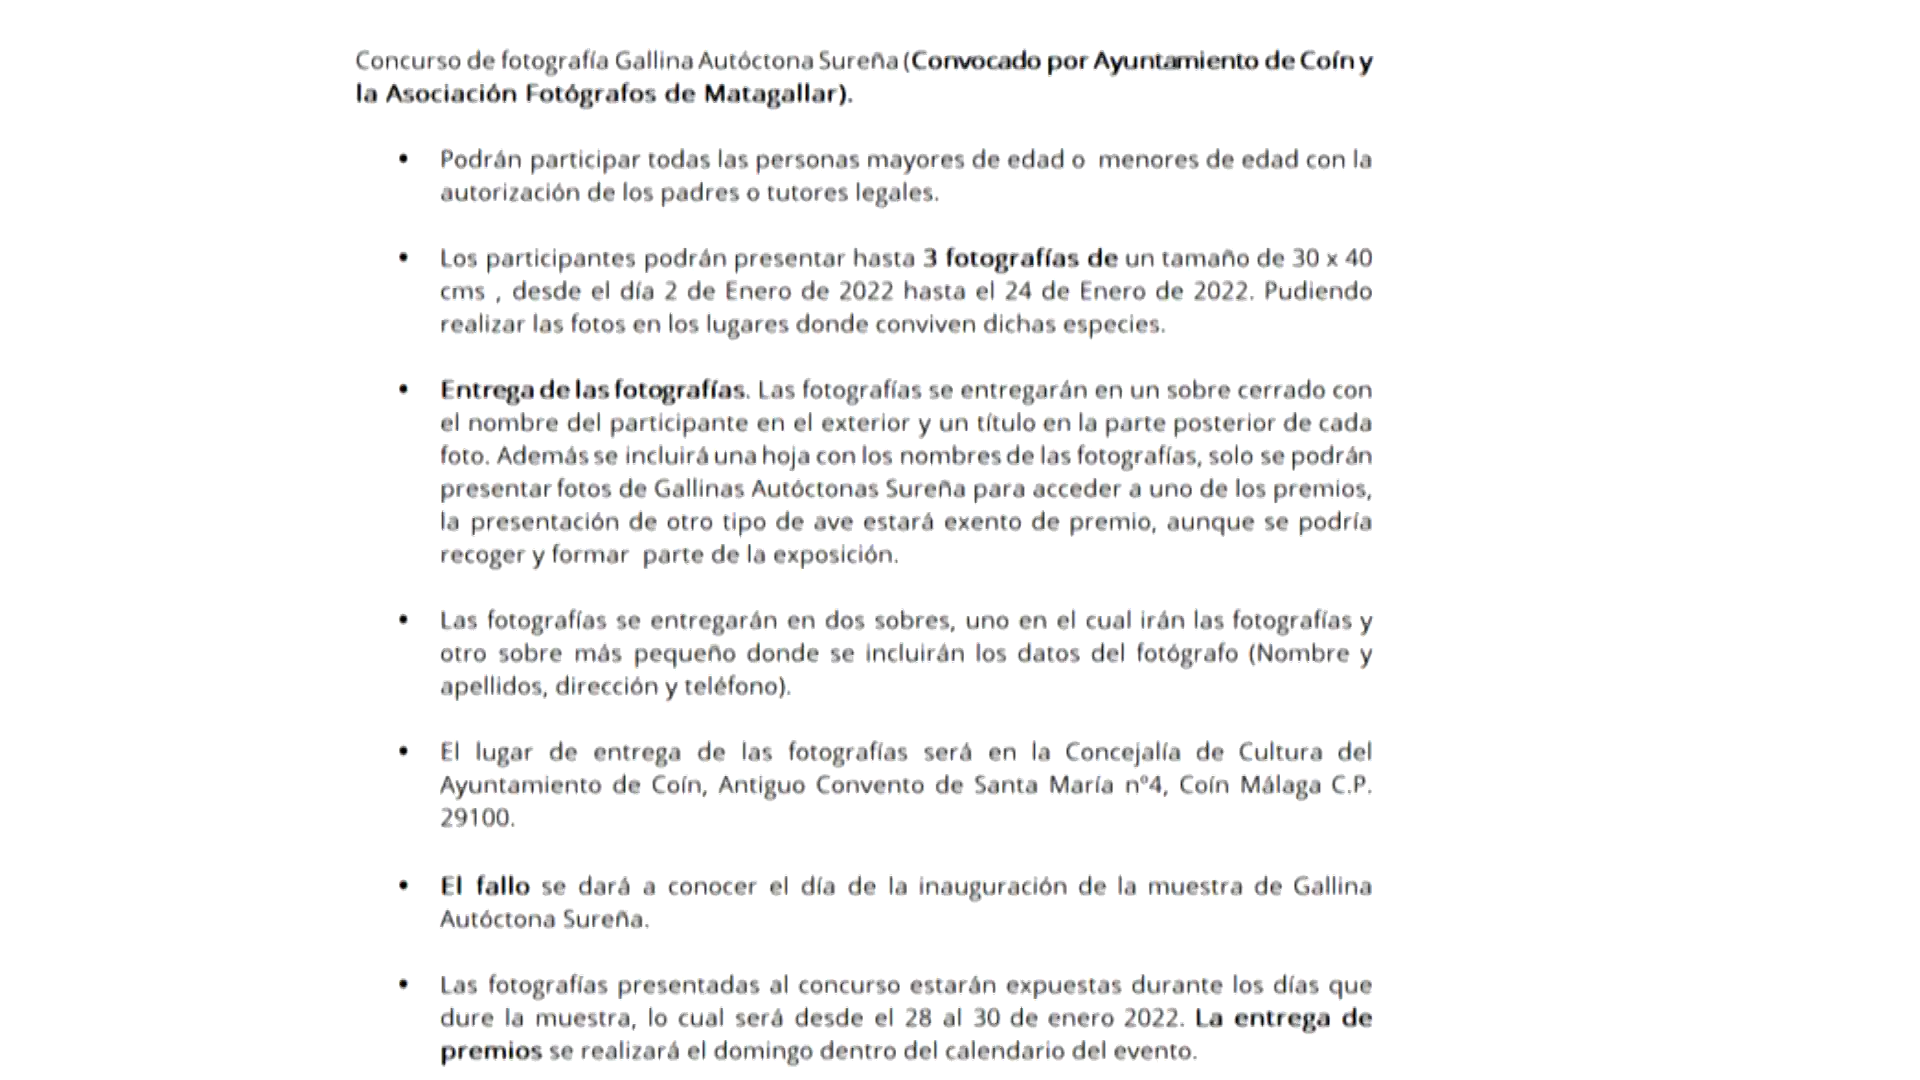 Concurso de fotografía Gallina Autóctona Sureña (Convocado por Ayuntamiento de Coín y
la Asociación Fotógrafos de Matagallar).
• Podrán participar todas las personas mayores de edad o menores de edad con la
autorización de los padres o tutores legales.
• Los participantes podrán presentar hasta 3 fotografías de un tamaño de 30 x 40
cms , desde el día 2 de Enero de 2022 hasta el 24 de Enero de 2022. Pudiendo
realizar las fotos en los lugares donde conviven dichas especies.
• Entrega de las fotografías. Las fotografías se entregarán en un sobre cerrado con
el nombre del participante en el exterior y un título en la parte posterior de cada
foto. Además se incluirá una hoja con los nombres de las fotografías, solo se podrán
presentar fotos de Gallinas Autóctonas Sureña para acceder a uno de los premios,
la presentación de otro tipo de ave estará exento de premio, aunque se podría
recoger y formar parte de la exposición.
• Las fotografías se entregarán en dos sobres, uno en el cual irán las fotografías y
otro sobre más pequeño donde se incluirán los datos del fotógrafo (Nombre y
apellidos, dirección y teléfono).
• El lugar de entrega de las fotografías será en la Concejalía de Cultura del
Ayuntamiento de Coín, Antiguo Convento de Santa María nº4, Coín Málaga C.P.
29100.
• El fallo se dará a conocer el día de la inauguración de la muestra de Gallina
Autóctona Sureña.
• Las fotografías presentadas al concurso estarán expuestas durante los días que
dure la muestra, lo cual será desde el 28 al 30 de enero 2022. La entrega de
premios se realizará el domingo dentro del calendario del evento.